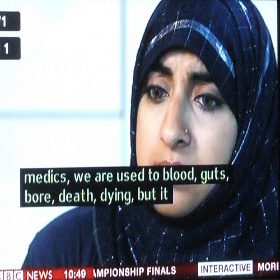 /1
1
medics, we are used to blood, guts,
bore, death, dying, but it
BBC NEWS 10:49 \MPIONSHIP FINALS INTERACTIVE MORE